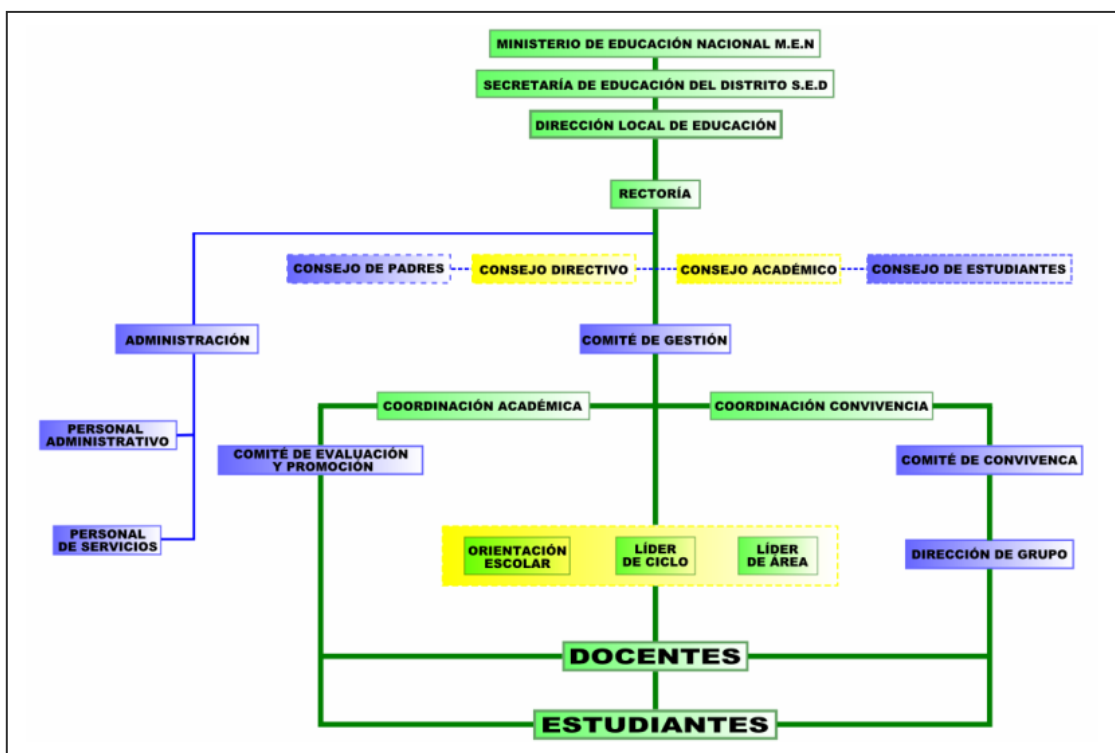 MINISTERIO DE EDUCACIÓN NACIONAL M.E.N
SECRETARÍA DE EDUCACIÓN DEL DISTRITO S.E.D
DIRECCIÓN LOCAL DE EDUCACIÓN
RECTORÍA
CONSEJO DE PADRES
CONSEJO DIRECTIVO
CONSEJO ACADÉMICO
CONSEJO DE ESTUDIANTES
ADMINISTRACIÓN
COMITÉ DE GESTIÓN
COORDINACIÓN ACADÉMICA
COORDINACIÓN CONVIVENCIA
PERSONAL
ADMINISTRATIVO
COMITÉ DE EVALUACIÓN
Y PROMOCIÓN
COMITÉ DE CONVIVENCA
PERSONAL
DE SERVICIOS
ORIENTACIÓN
ESCOLAR
LÍDER
DE CICLO
LÍDER
DE ÁREA
DIRECCIÓN DE GRUPO
DOCENTES
ESTUDIANTES